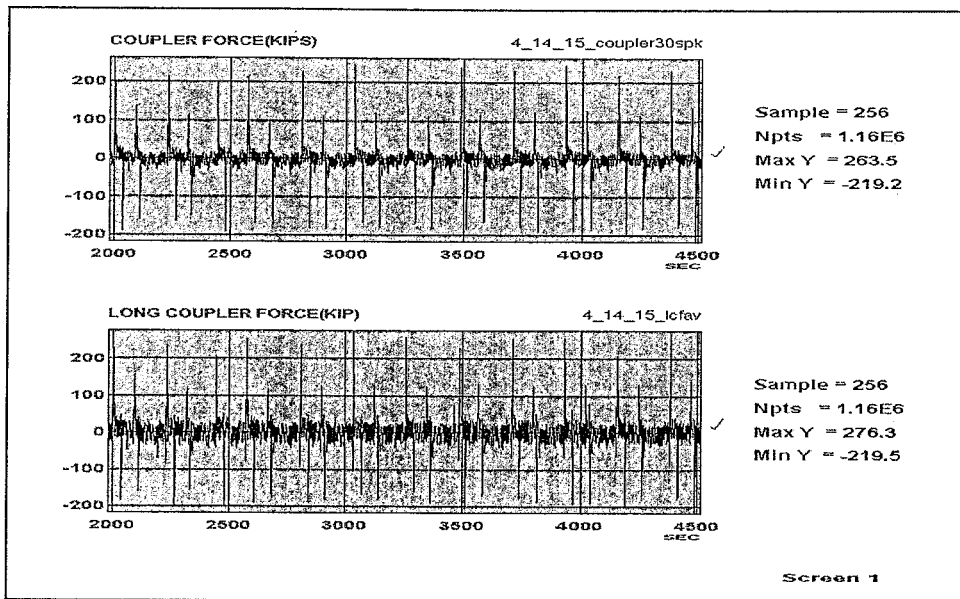 COUPLER FORCE(KIPS) 4_14_15_coupler30spk
200
100
0
-100
-200
2000 2500 3000 3500 4000 4500
SEC
Sample = 256
Npts = 1.16E6
Max Y = 263.5
Min Y = -219.2
LONG COUPLER FORCE(KIP) 4_14_15_lcfav
200
100
0
-100
-200
2000 2500 3000 3500 4000 4500
SEC
Sample = 256
Npts = 1.16E6
Max Y = 276.3
Min Y = -219.5
Screen 1